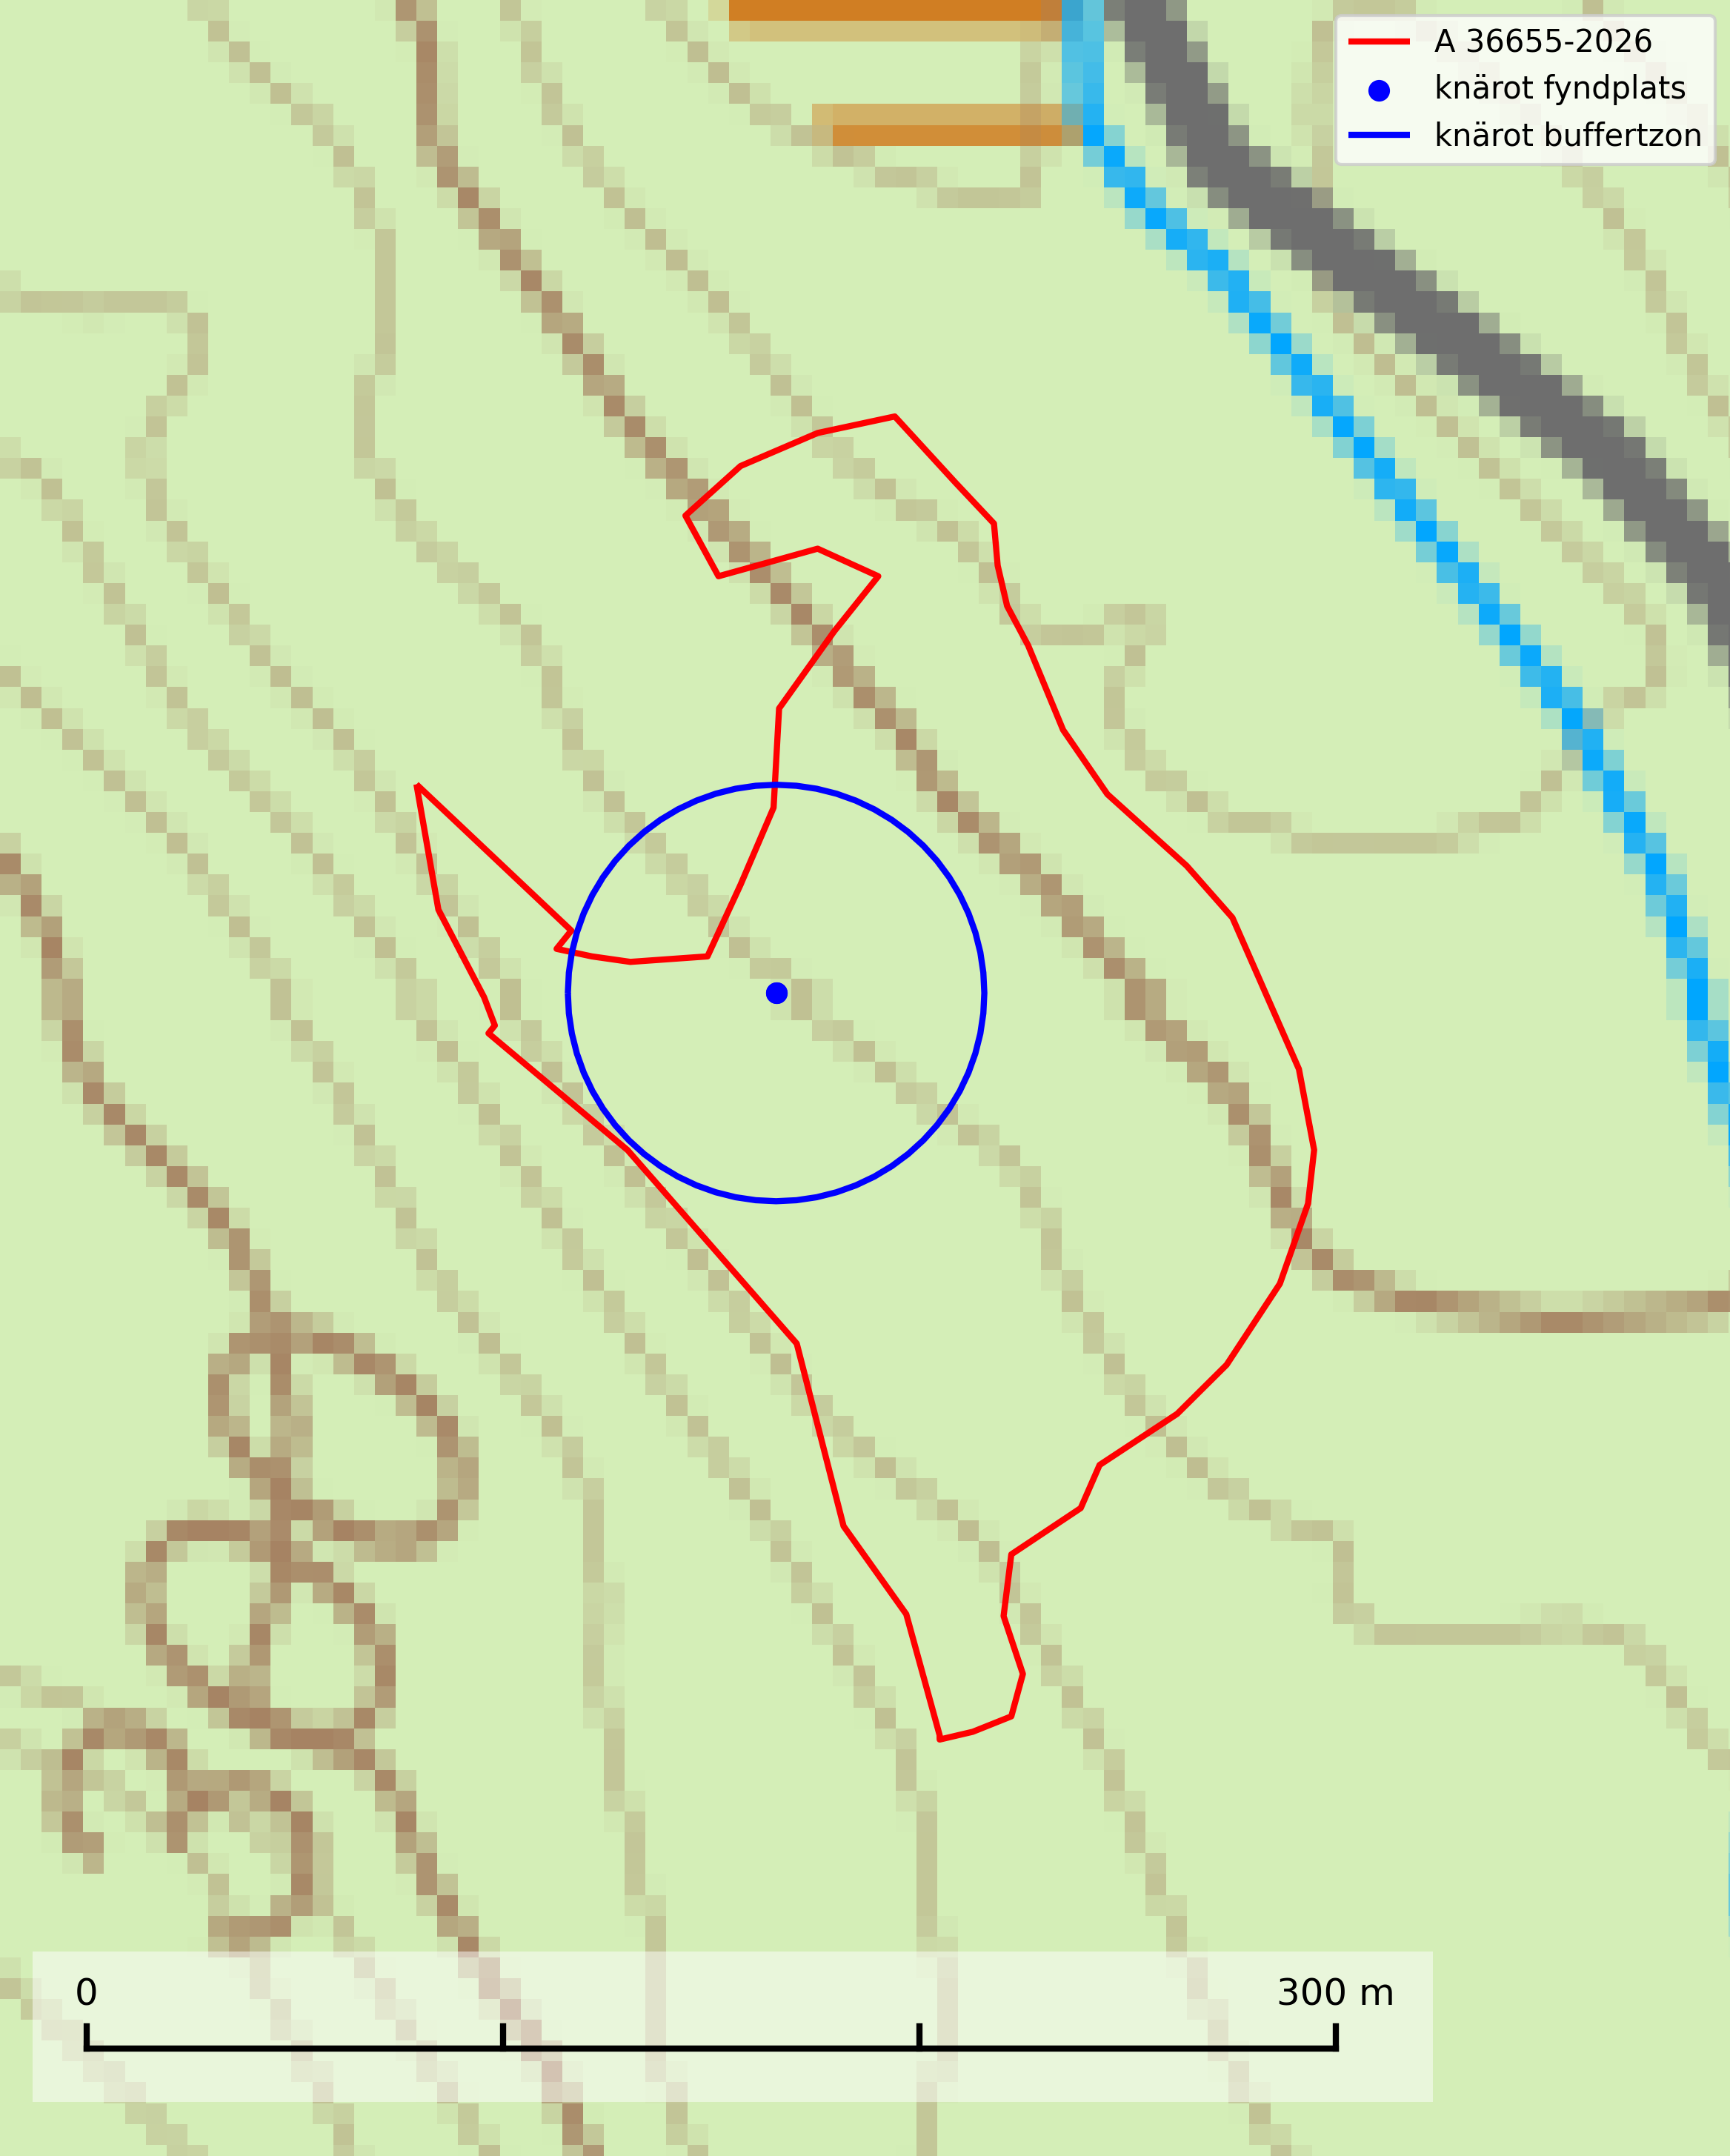 A 36655-2026
knärot fyndplats
knärot buffertzon
0 300 m